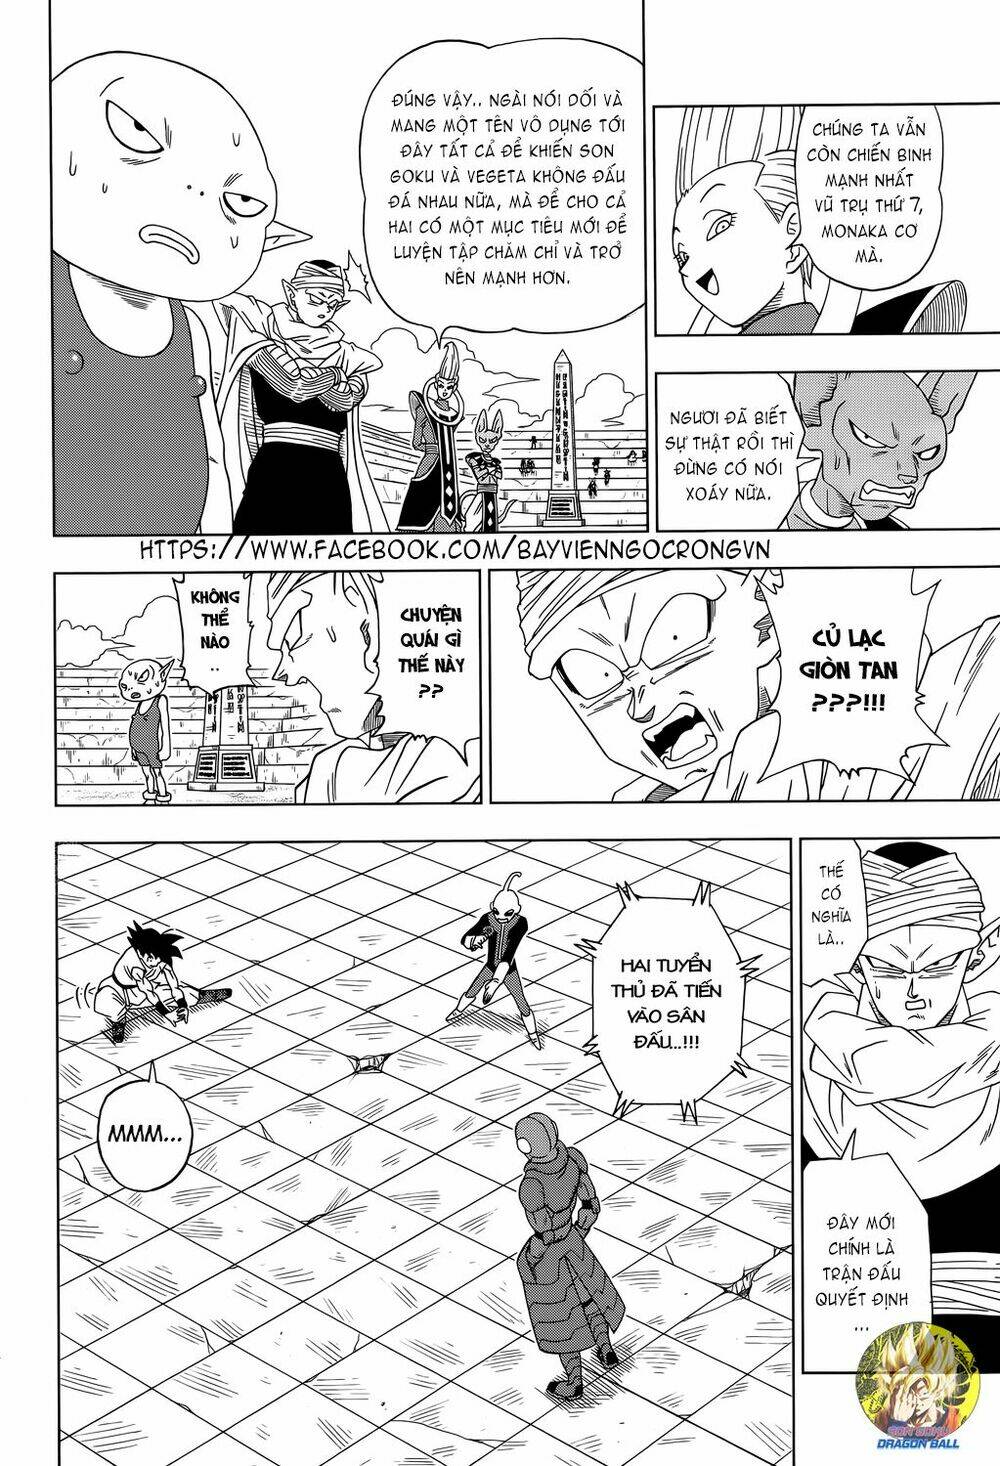 CHÚNG TA VẪN
CÒN CHIẾN BINH
MẠNH NHẤT
VŨ TRỤ THỨ 7,
MONAKA CƠ
MÀ.
ĐÚNG VẬY.. NGÀI NÓI DỐI VÀ
MANG MỘT TÊN VÔ DỤNG TỚI
ĐÂY TẤT CẢ ĐỂ KHIẾN SON
GOKU VÀ VEGETA KHÔNG ĐẤU
ĐÁ NHAU NỮA, MÀ ĐỂ CHO CẢ
HAI CÓ MỘT MỤC TIÊU MỚI ĐỂ
LUYỆN TẬP CHĂM CHỈ VÀ TRỞ
NÊN MẠNH HƠN.
NGƯƠI ĐÃ BIẾT
SỰ THẬT RỒI THÌ
ĐỪNG CÓ NÓI
XOÁY NỮA.
HTTPS://WWW.FACEBOOK.COM/BAYVIENNGOCRONGVN
CỦ LẠC
GIÒN TAN
???!!!
CHUYỆN
QUÁI GÌ
THẾ NÀY
??
KHÔNG
THỂ
NÀO
..
THẾ
CÓ
NGHĨA
LÀ..
ĐÂY MỚI
CHÍNH LÀ
TRẬN ĐẤU
QUYẾT ĐỊNH
...
HAI TUYỂN
THỦ ĐÃ TIẾN
VÀO SÂN
ĐẤU..!!!
MMM...
SON GOKU
DRAGON BALL